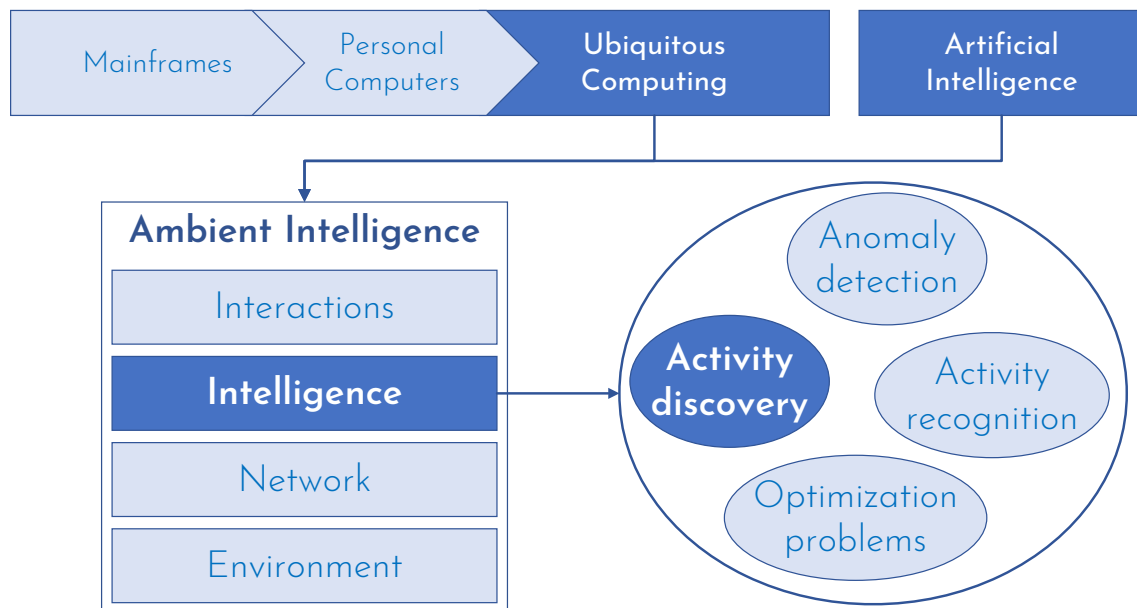 Mainframes
Personal
Computers
Ubiquitous
Computing
Artificial
Intelligence
Ambient Intelligence
Interactions
Intelligence
Network
Environment
Anomaly
detection
Activity
discovery
Activity
recognition
Optimization
problems